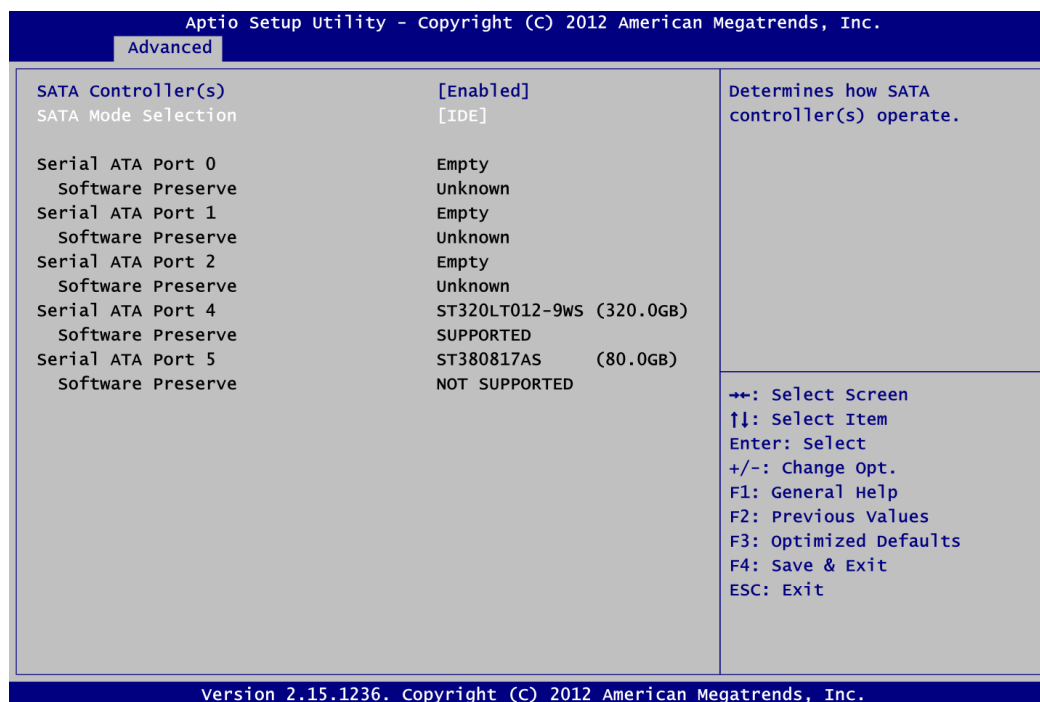 Aptio Setup Utility - Copyright (C) 2012 American Megatrends, Inc.
Advanced
SATA Controller(s) [Enabled]
SATA Mode Selection [IDE]
Serial ATA Port 0 Empty
Software Preserve Unknown
Serial ATA Port 1 Empty
Software Preserve Unknown
Serial ATA Port 2 Empty
Software Preserve Unknown
Serial ATA Port 4 ST320LT012-9WS (320.0GB)
Software Preserve SUPPORTED
Serial ATA Port 5 ST380817AS (80.0GB)
Software Preserve NOT SUPPORTED
Determines how SATA
controller(s) operate.
→←: Select Screen
↑↓: Select Item
Enter: Select
+/-: Change Opt.
F1: General Help
F2: Previous Values
F3: Optimized Defaults
F4: Save & Exit
ESC: Exit
Version 2.15.1236. Copyright (C) 2012 American Megatrends, Inc.